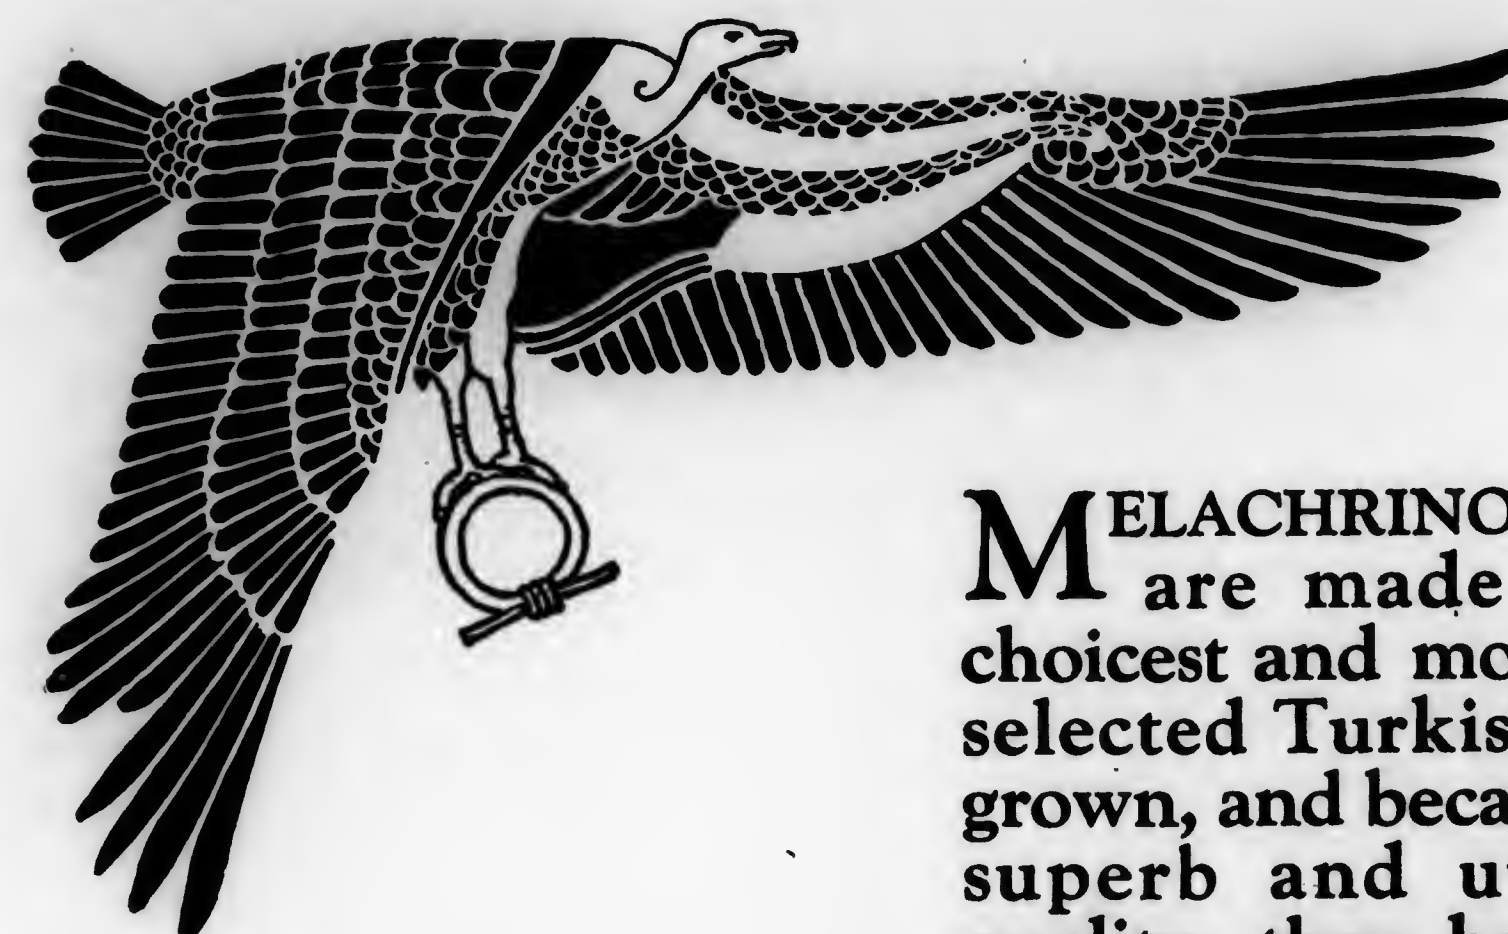 MELACHRINO
are made
choicest and mo
selected Turkis
grown, and beca
superb and u